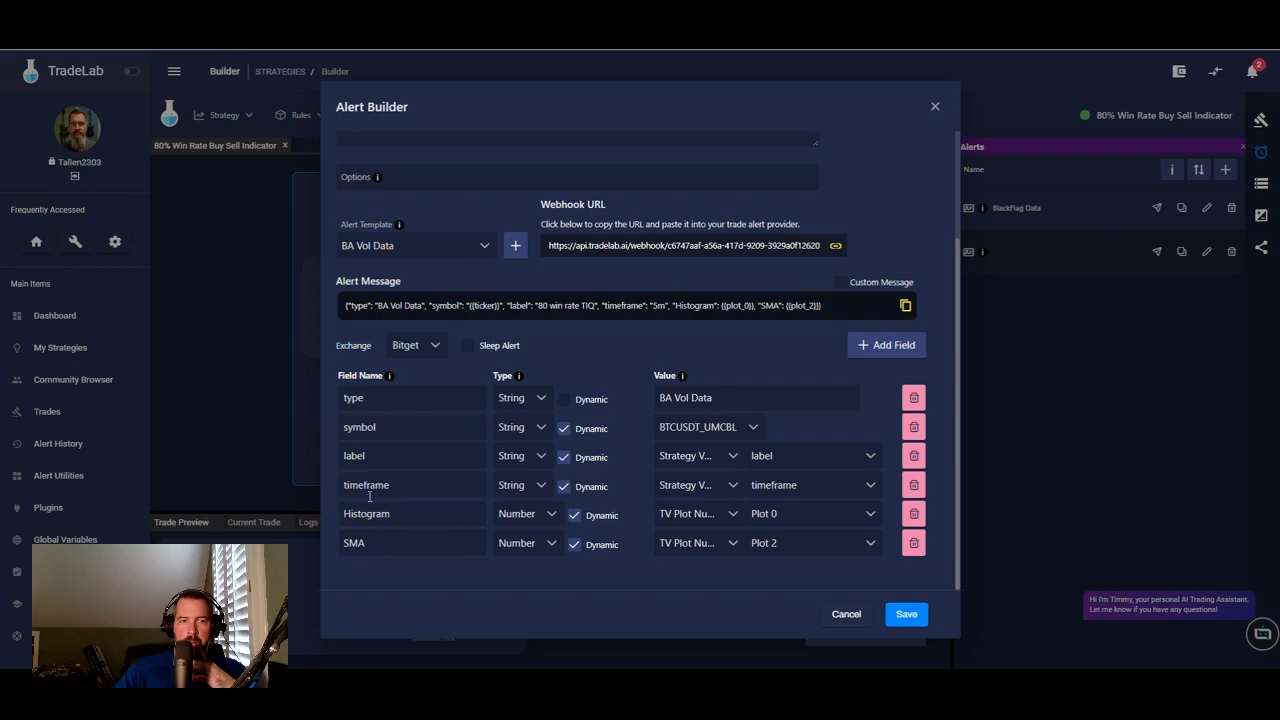 TradeLab
Builder
STRATEGIES / Builder
2
Tallen2303
Frequently Accessed
Main Items
Dashboard
My Strategies
Community Browser
Trades
Alert History
Alert Utilities
Plugins
Global Variables
Strategy
Rules
80% Win Rate Buy Sell Indicator ×
Trade Preview Current Trade Logs
Alert Builder
Options
Webhook URL
Alert Template
Click below to copy the URL and paste it into your trade alert provider.
BA Vol Data
https://api.tradelab.ai/webhook/c6747aaf-a56a-417d-9209-3929a0f12620
Alert Message
Custom Message
{"type": "BA Vol Data", "symbol": "{{ticker}}", "label": "80 win rate TIQ", "timeframe": "5m", "Histogram": {{plot_0}}, "SMA": {{plot_2}}}
Exchange Bitget Sleep Alert
+ Add Field
Field Name Type Value
type String Dynamic BA Vol Data
symbol String Dynamic BTCUSDT_UMCBL
label String Dynamic Strategy V... label
timeframe String Dynamic Strategy V... timeframe
Histogram Number Dynamic TV Plot Nu... Plot 0
SMA Number Dynamic TV Plot Nu... Plot 2
Cancel Save
80% Win Rate Buy Sell Indicator
Alerts
Name
BlackFlag Data
Hi I'm Timmy, your personal AI Trading Assistant.
Let me know if you have any questions!